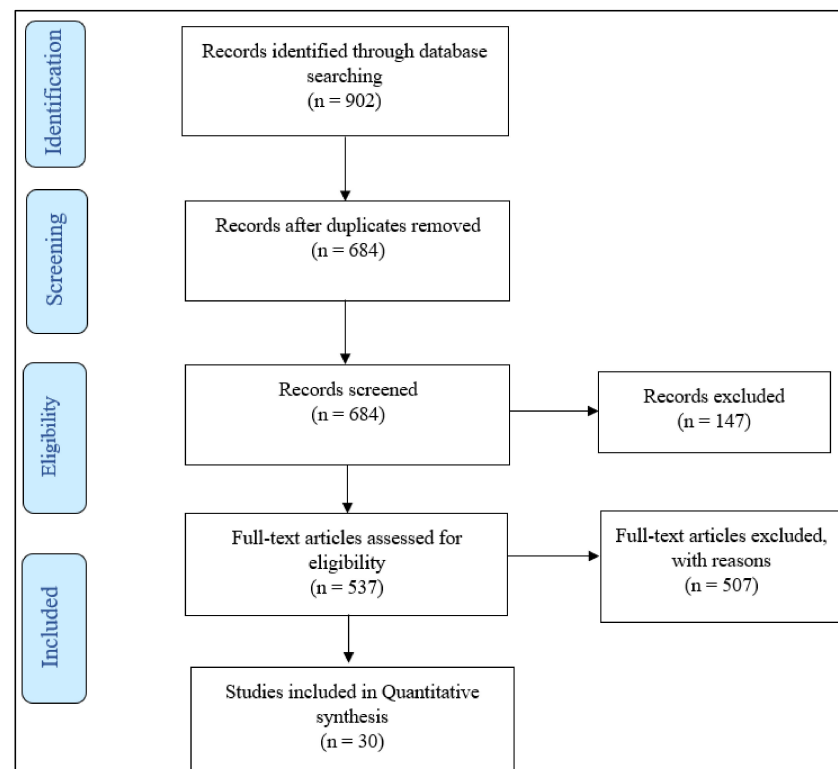 Identification
Records identified through database
searching
(n = 902)
Screening
Records after duplicates removed
(n = 684)
Eligibility
Records screened
(n = 684)
Records excluded
(n = 147)
Full-text articles assessed for
eligibility
(n = 537)
Full-text articles excluded,
with reasons
(n = 507)
Included
Studies included in Quantitative
synthesis
(n = 30)